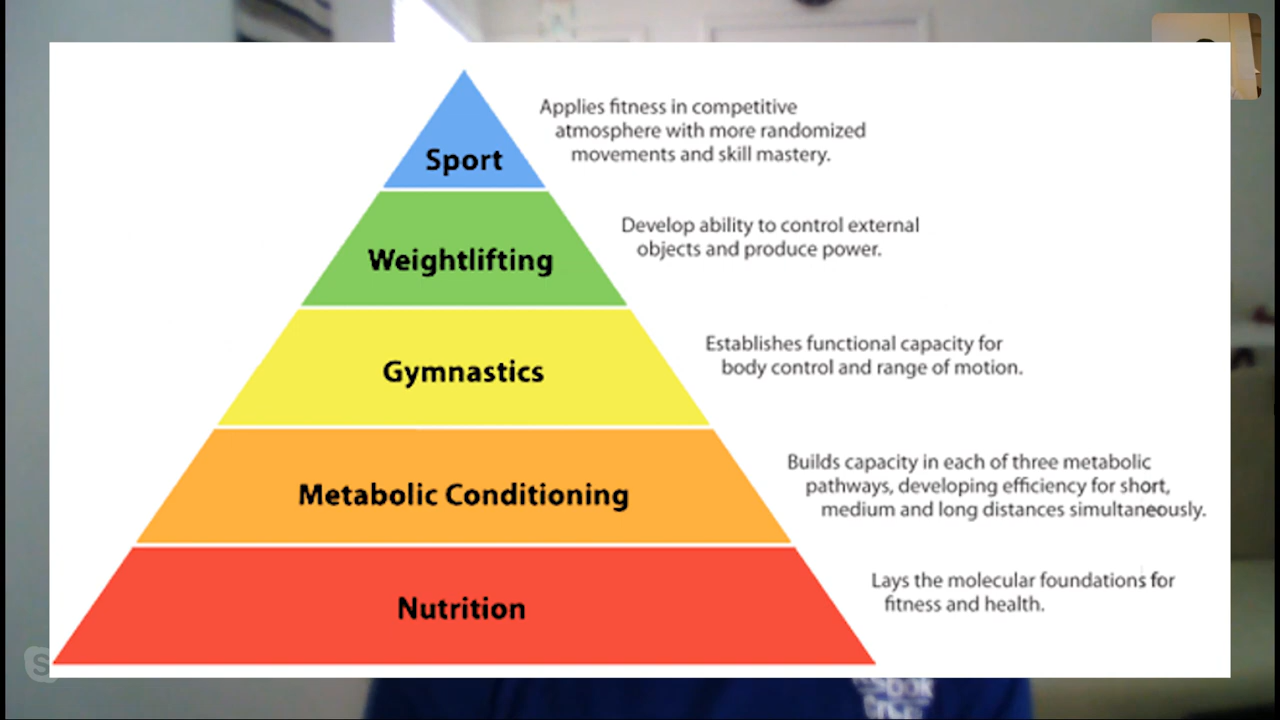 Sport
Applies fitness in competitive
atmosphere with more randomized
movements and skill mastery.
Weightlifting
Develop ability to control external
objects and produce power.
Gymnastics
Establishes functional capacity for
body control and range of motion.
Metabolic Conditioning
Builds capacity in each of three metabolic
pathways, developing efficiency for short,
medium and long distances simultaneously.
Nutrition
Lays the molecular foundations for
fitness and health.
S